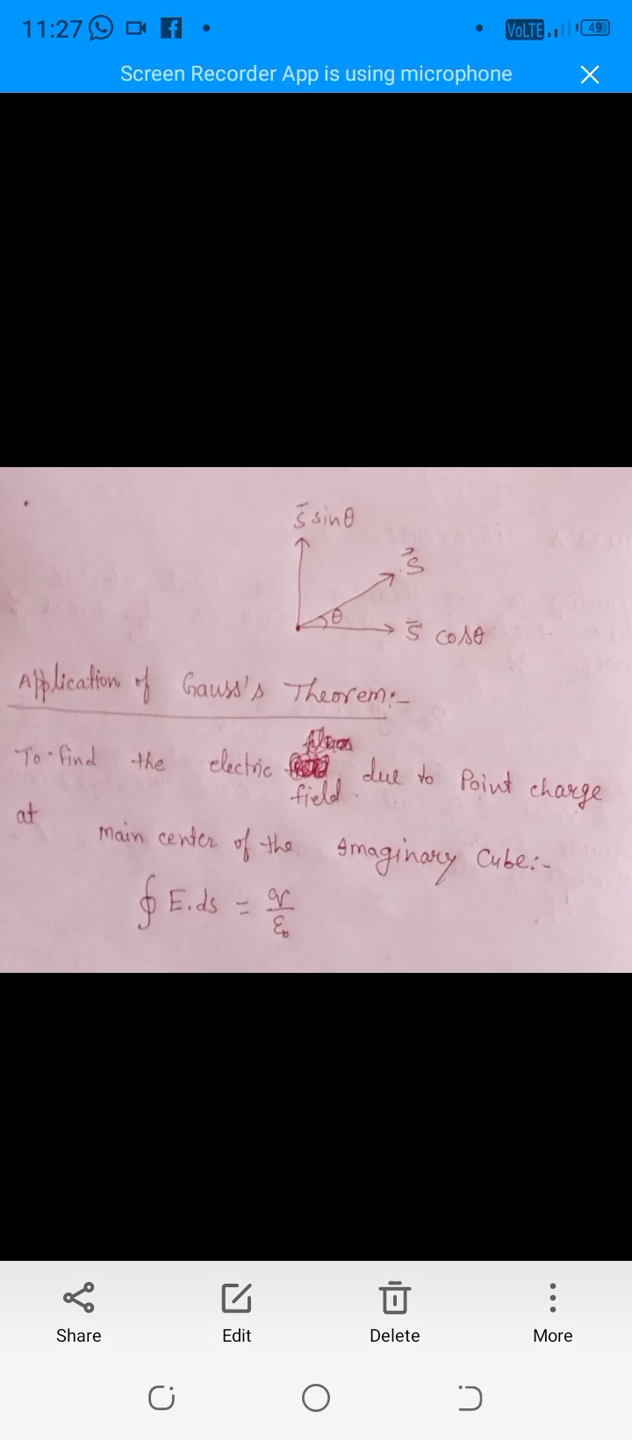 11:27
VoLTE
49
Screen Recorder App is using microphone
S̄ sinθ
S⃗
θ
S̄ cosθ
Application of Gauss's Theorem:-
To find the electric flux due to Point charge
field.
at main center of the Imaginary Cube:-
∮ E.ds = q/ε₀
Share Edit Delete More